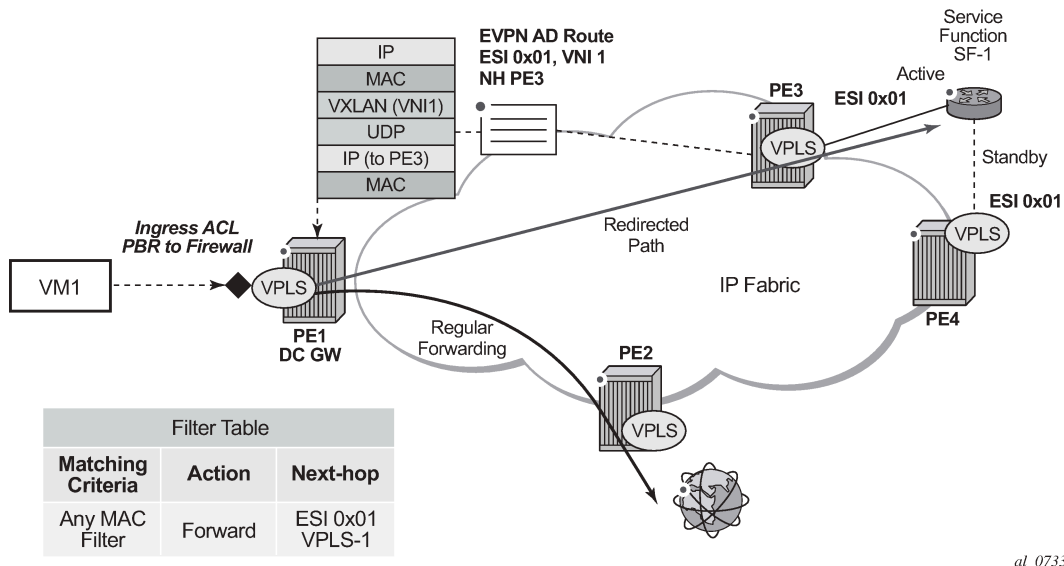 IP
MAC
VXLAN (VNI1)
UDP
IP (to PE3)
MAC
EVPN AD Route
ESI 0x01, VNI 1
NH PE3
Service
Function
SF-1
Active
PE3
ESI 0x01
VPLS
Standby
ESI 0x01
VPLS
PE4
Ingress ACL
PBR to Firewall
VM1
VPLS
PE1
DC GW
Redirected
Path
IP Fabric
Regular
Forwarding
PE2
VPLS
Filter Table
Matching
Criteria
Action
Next-hop
Any MAC
Filter
Forward
ESI 0x01
VPLS-1
al_0733